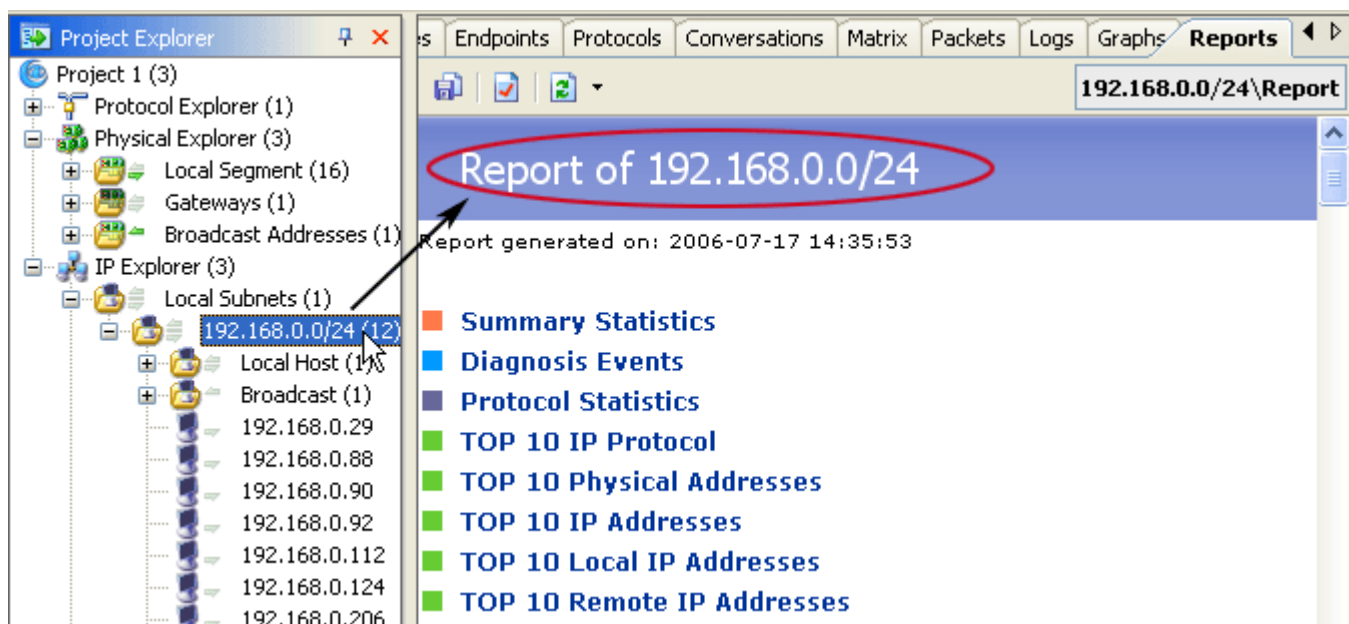 Project Explorer
Project 1 (3)
Protocol Explorer (1)
Physical Explorer (3)
Local Segment (16)
Gateways (1)
Broadcast Addresses (1)
IP Explorer (3)
Local Subnets (1)
192.168.0.0/24 (12)
Local Host (1)
Broadcast (1)
192.168.0.29
192.168.0.88
192.168.0.90
192.168.0.92
192.168.0.112
192.168.0.124
192.168.0.206
Endpoints Protocols Conversations Matrix Packets Logs Graphs Reports
192.168.0.0/24\Report
Report of 192.168.0.0/24
Report generated on: 2006-07-17 14:35:53
Summary Statistics
Diagnosis Events
Protocol Statistics
TOP 10 IP Protocol
TOP 10 Physical Addresses
TOP 10 IP Addresses
TOP 10 Local IP Addresses
TOP 10 Remote IP Addresses